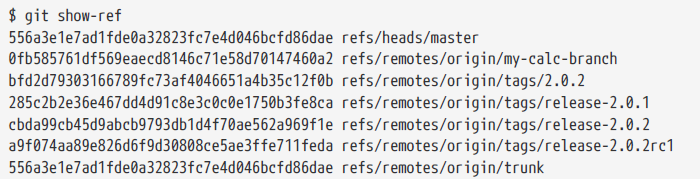 $ git show-ref
556a3e1e7ad1fde0a32823fc7e4d046bcfd86dae refs/heads/master
0fb585761df569eaecd8146c71e58d70147460a2 refs/remotes/origin/my-calc-branch
bfd2d79303166789fc73af4046651a4b35c12f0b refs/remotes/origin/tags/2.0.2
285c2b2e36e467dd4d91c8e3c0c0e1750b3fe8ca refs/remotes/origin/tags/release-2.0.1
cbda99cb45d9abcb9793db1d4f70ae562a969f1e refs/remotes/origin/tags/release-2.0.2
a9f074aa89e826d6f9d30808ce5ae3ffe711feda refs/remotes/origin/tags/release-2.0.2rc1
556a3e1e7ad1fde0a32823fc7e4d046bcfd86dae refs/remotes/origin/trunk